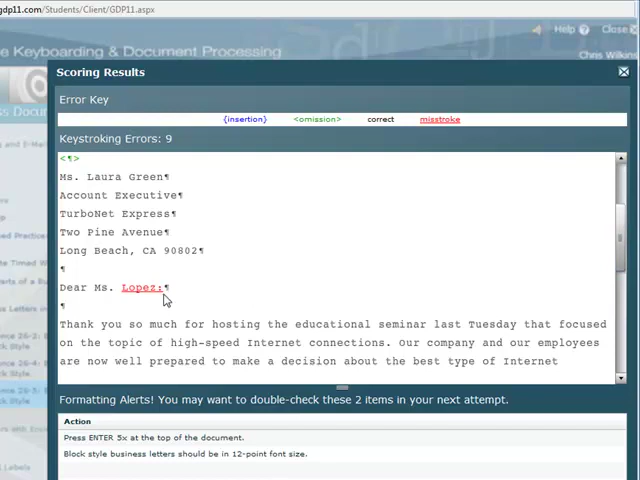 gdp11.com/Students/Client/GDP11.aspx
e Keyboarding & Document Processing
Help
Close
Chris Wilkins
Scoring Results
Error Key
{insertion} <omission> correct misstroke
Keystroking Errors: 9
<¶>
Ms. Laura Green¶
Account Executive¶
TurboNet Express¶
Two Pine Avenue¶
Long Beach, CA 90802¶
¶
Dear Ms. Lopez:¶
¶
Thank you so much for hosting the educational seminar last Tuesday that focused
on the topic of high-speed Internet connections. Our company and our employees
are now well prepared to make a decision about the best type of Internet
Formatting Alerts! You may want to double-check these 2 items in your next attempt.
Action
Press ENTER 5x at the top of the document.
Block style business letters should be in 12-point font size.